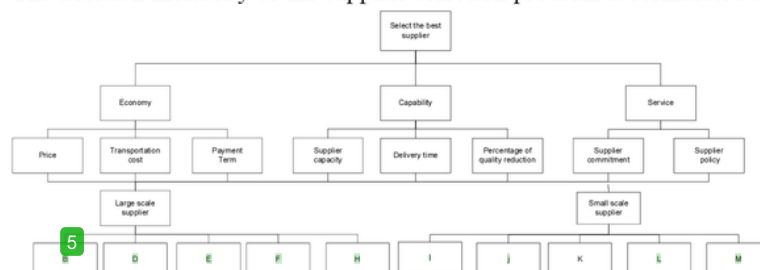 Select the best
supplier
Economy
Capability
Service
Price
Transportation
cost
Payment
Term
Supplier
capacity
Delivery time
Percentage of
quality reduction
Supplier
commitment
Supplier
policy
Large scale
supplier
Small scale
supplier
5
D
E
F
H
I
j
K
L
M